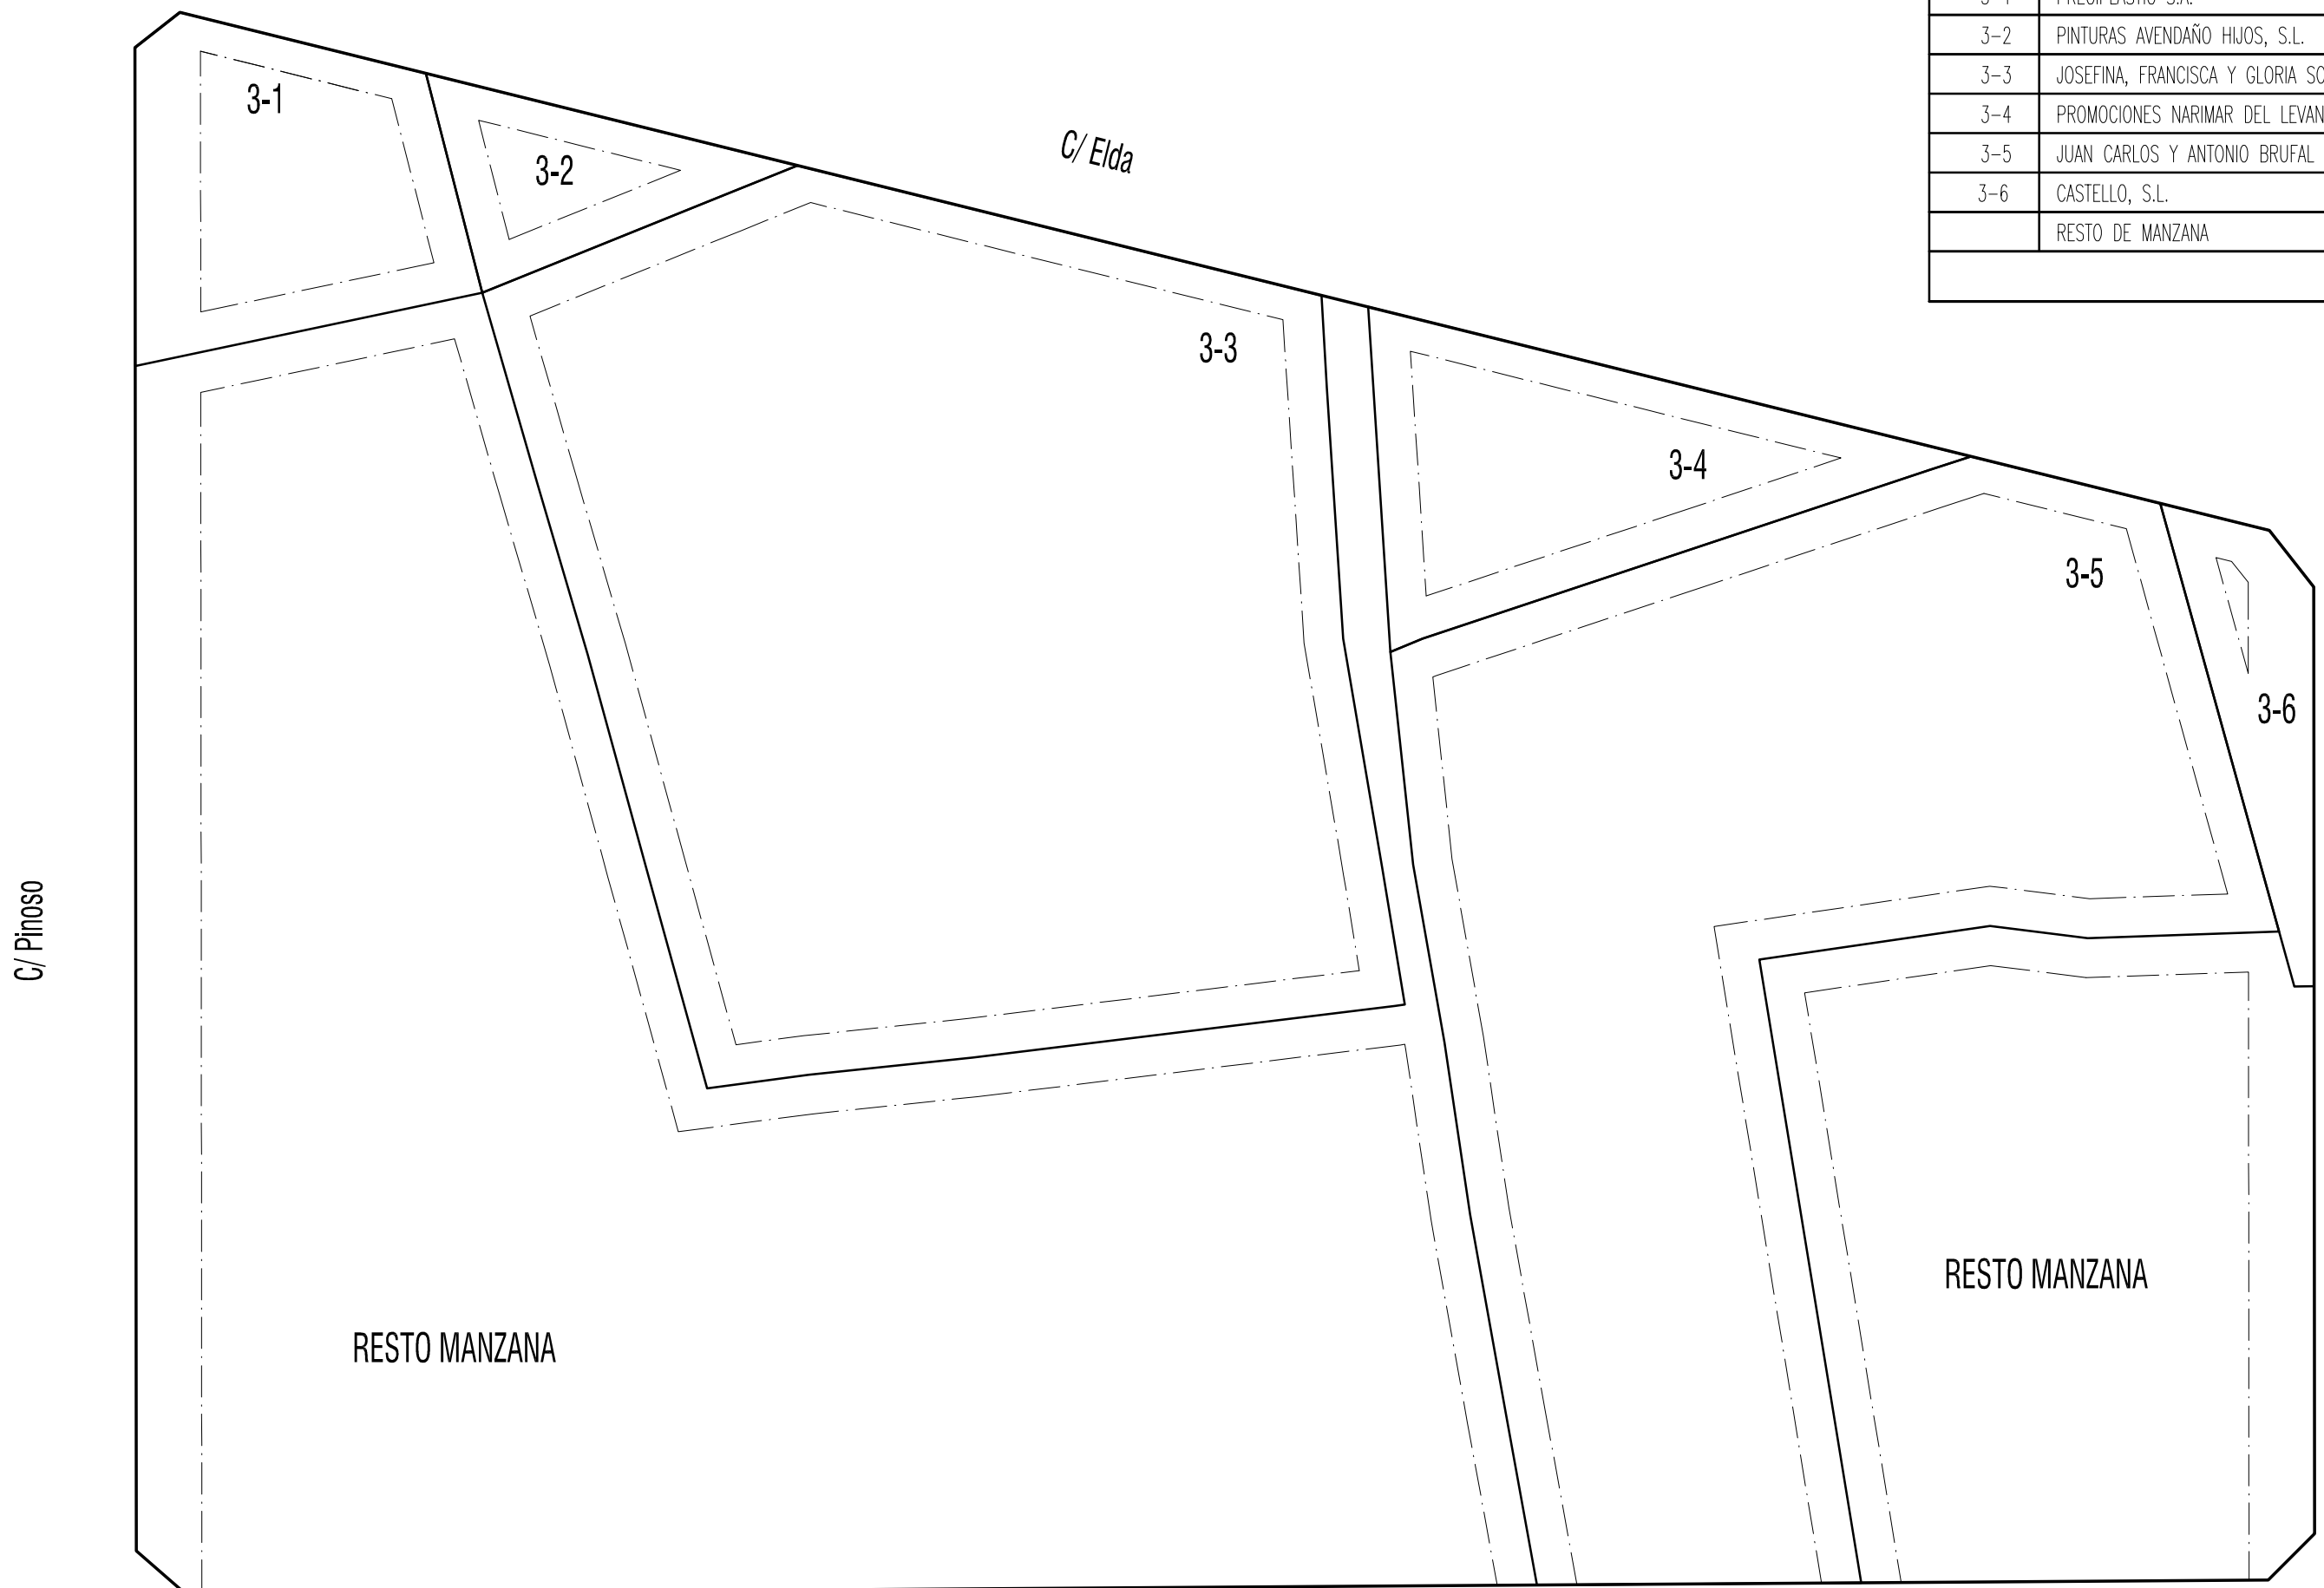 3-2 PINTURAS AVENDAÑO HIJOS, S.L.
3-3 JOSEFINA, FRANCISCA Y GLORIA
3-4 PROMOCIONES NARIMAR DEL
3-5 JUAN CARLOS Y ANTONIO BRUFAL
3-6 CASTELLO, S.L.
RESTO DE MANZANA
3-1
3-2
C/ Elda
3-3
3-4
3-5
3-6
C/ Pinoso
RESTO MANZANA
RESTO MANZANA